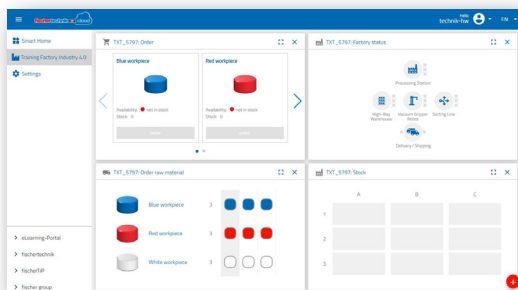 fischertechnik cloud
Hello
technik-fiw
EN
Smart Home
Training Factory Industry 4.0
Settings
eLearning-Portal
fischertechnik
fischerTiP
fischer group
TXT_5797: Order
Blue workpiece
Availability: not in stock
Stock: 0
Red workpiece
Availability: not in stock
Stock: 0
TXT_5797: Factory status
Processing Station
High-Bay Warehouse
Vacuum Gripper Robot
Sorting Line
Delivery / Shipping
TXT_5797: Order raw material
Blue workpiece 3
Red workpiece 3
White workpiece 3
TXT_5797: Stock
A B C
1
2
3